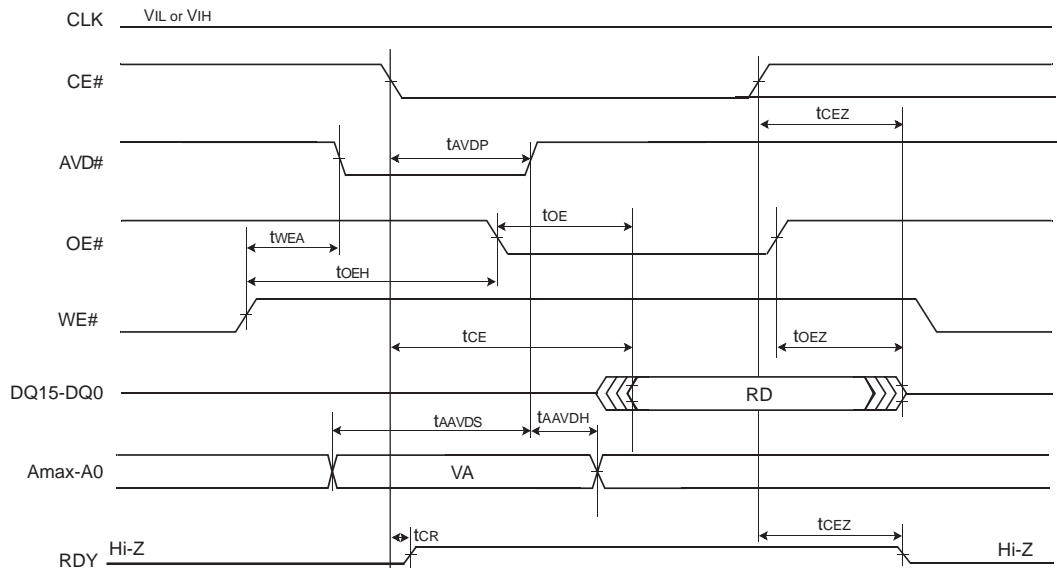 CLK VIL or VIH
CE#
tCEZ
AVD# tAVDP
tOE
OE# tWEA
tOEH
WE#
tCE tOEZ
DQ15-DQ0 RD
tAAVDS tAAVDH
Amax-A0 VA
tCR tCEZ
RDY Hi-Z Hi-Z